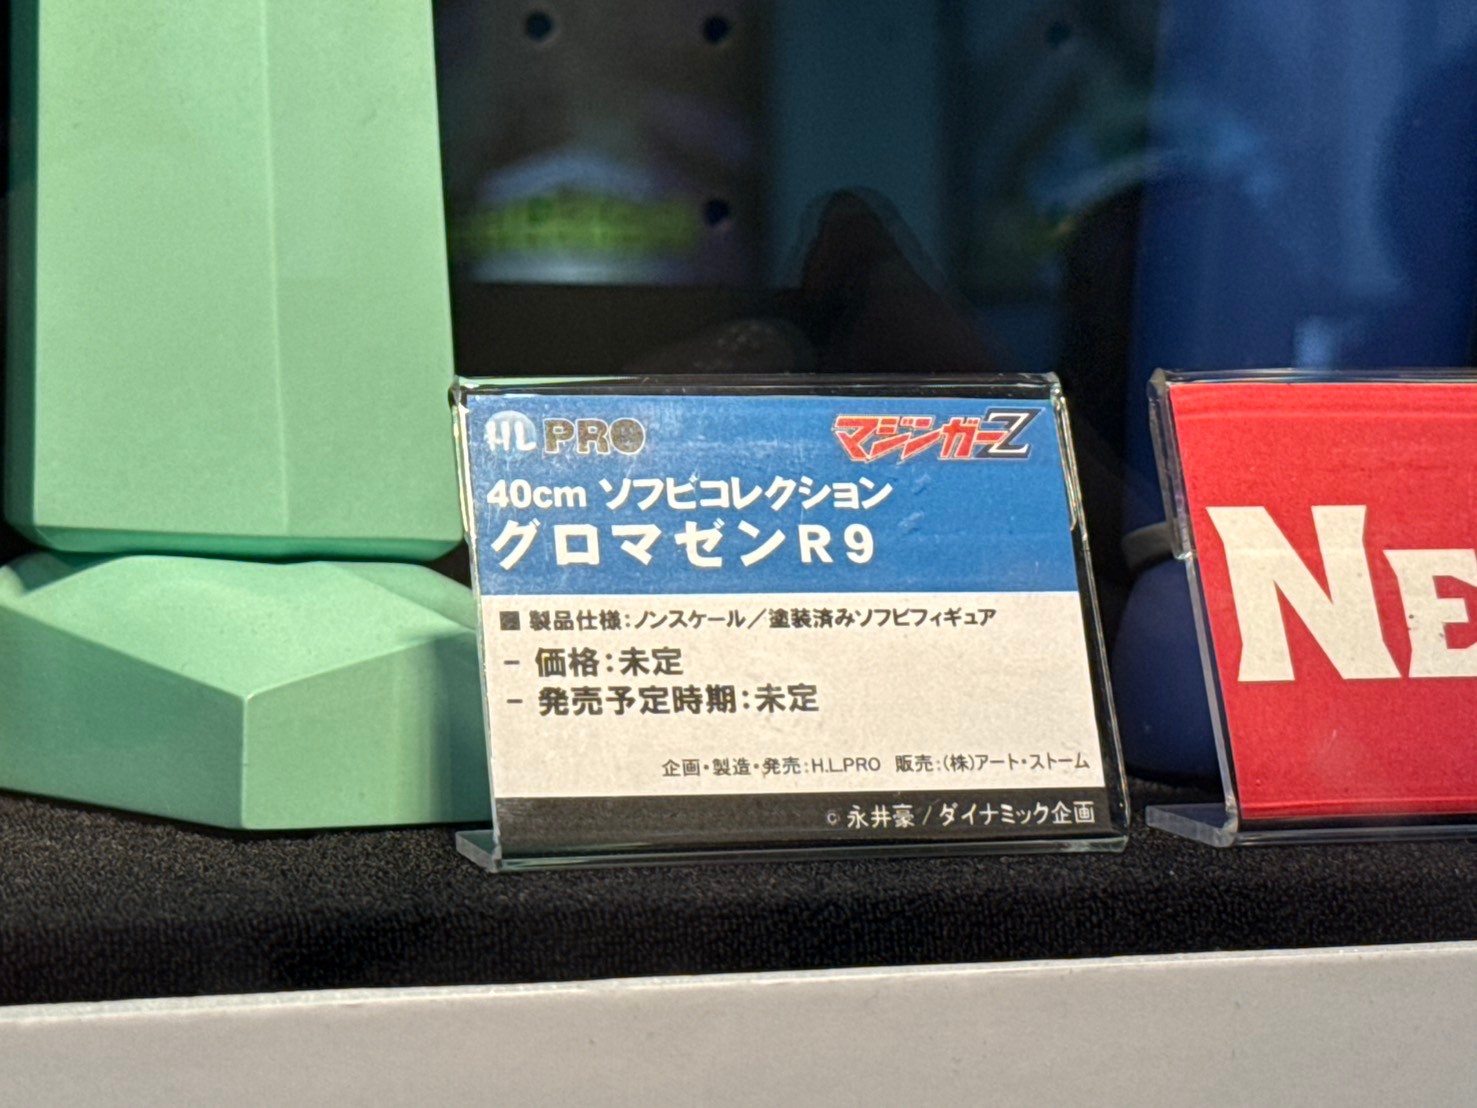 HL PRO マジンガーZ
40cm ソフビコレクション
グロマゼンR9
製品仕様:ノンスケール/塗装済みソフビフィギュア
- 価格:未定
- 発売予定時期:未定
企画・製造・発売:H.L.PRO 販売:(株)アート・ストーム
© 永井豪/ダイナミック企画
NE